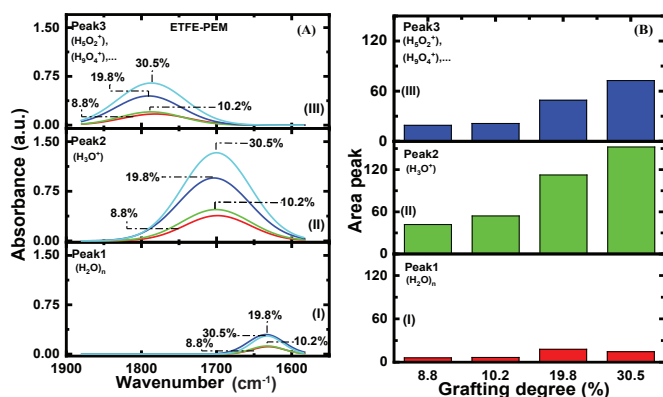 Peak3
(H₅O₂⁺),
(H₉O₄⁺),...
ETFE-PEM
(A)
30.5%
19.8%
8.8%
10.2%
(III)
0.75
0.00
Peak2
(H₃O⁺)
30.5%
19.8%
10.2%
8.8%
(II)
1.50
0.75
0.00
Peak1
(H₂O)n
19.8%
30.5%
8.8%
10.2%
(I)
1.50
0.75
0.00
1900 1800 1700 1600
Absorbance (a.u.)
Wavenumber (cm⁻¹)
Peak3
(H₅O₂⁺),
(H₉O₄⁺),...
(B)
(III)
150
60
0
Peak2
(H₃O⁺)
(II)
120
60
0
Peak1
(H₂O)n
(I)
120
60
0
8.8 10.2 19.8 30.5
Area peak
Grafting degree (%)